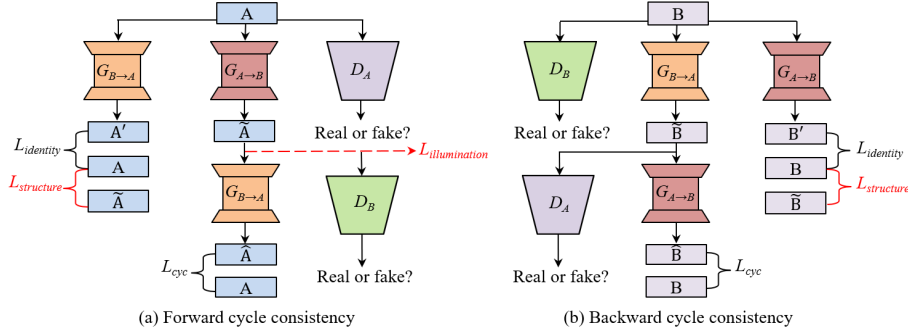 A
G_{B→A}
G_{A→B}
D_A
Real or fake?
A′
Ã
L_{identity}
A
L_{illumination}
L_{structure}
Ã
G_{B→A}
D_B
Â
L_{cyc}
A
Real or fake?
(a) Forward cycle consistency
B
D_B
G_{B→A}
G_{A→B}
Real or fake?
B̃
B′
L_{identity}
B
L_{structure}
B̃
D_A
G_{A→B}
Real or fake?
B̂
L_{cyc}
B
(b) Backward cycle consistency